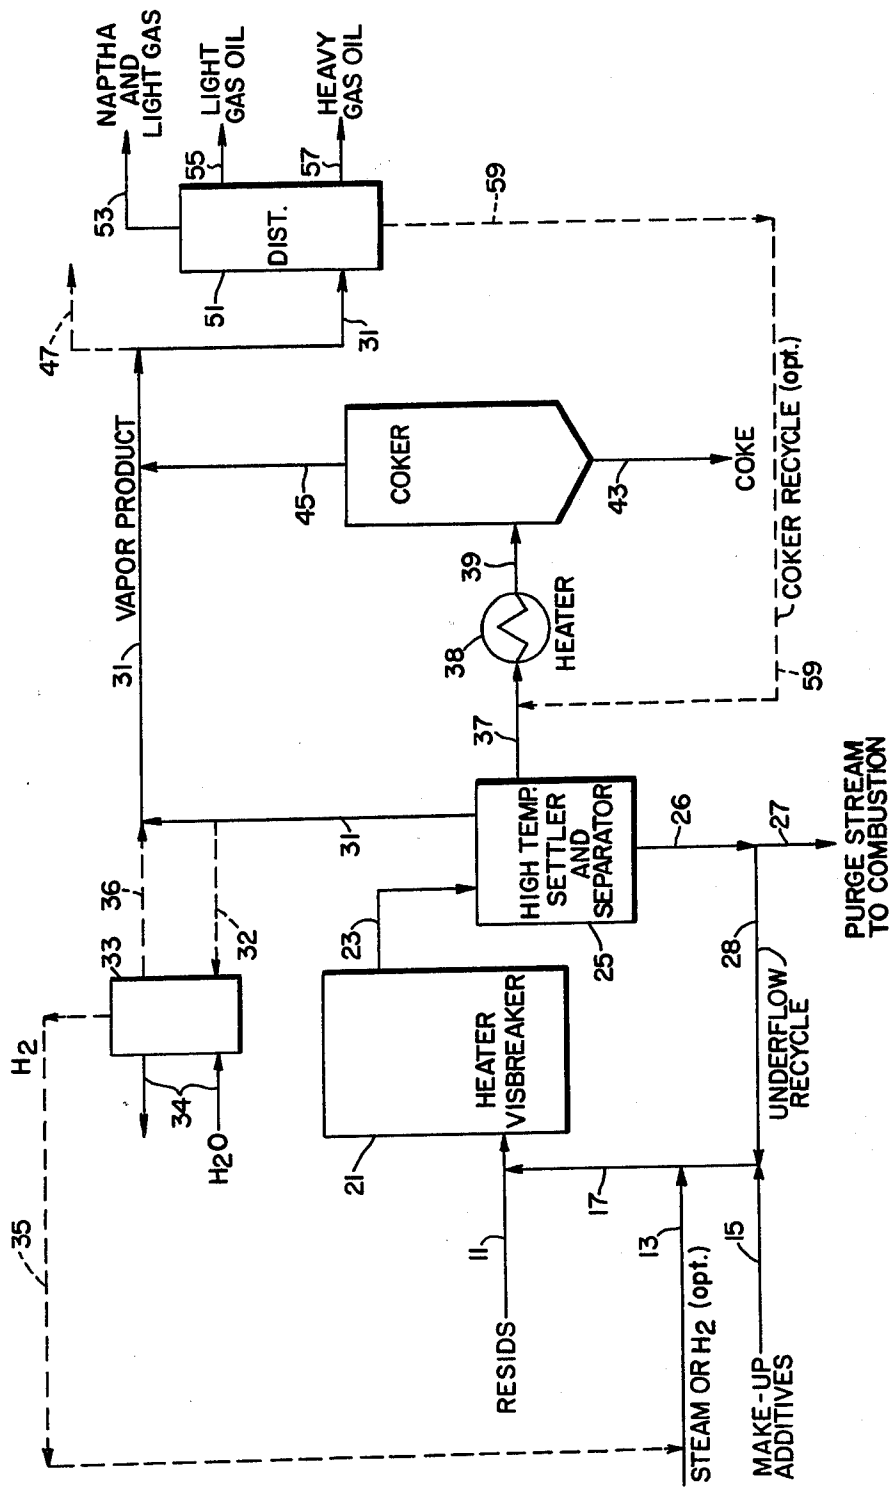 NAPTHA
AND
LIGHT GAS
LIGHT
GAS OIL
HEAVY
GAS OIL
53
55
57
DIST.
51
59
47
31
VAPOR PRODUCT
31
45
COKER
43
COKE
COKER RECYCLE (opt.)
39
38
HEATER
37
59
31
36
32
33
H2
34
H2O
35
23
HIGH TEMP.
SETTLER
AND
SEPARATOR
25
26
27
PURGE STREAM
TO COMBUSTION
28
UNDERFLOW
RECYCLE
HEATER
VISBREAKER
21
17
11
RESIDS
13
STEAM OR H2 (opt.)
15
MAKE-UP
ADDITIVES